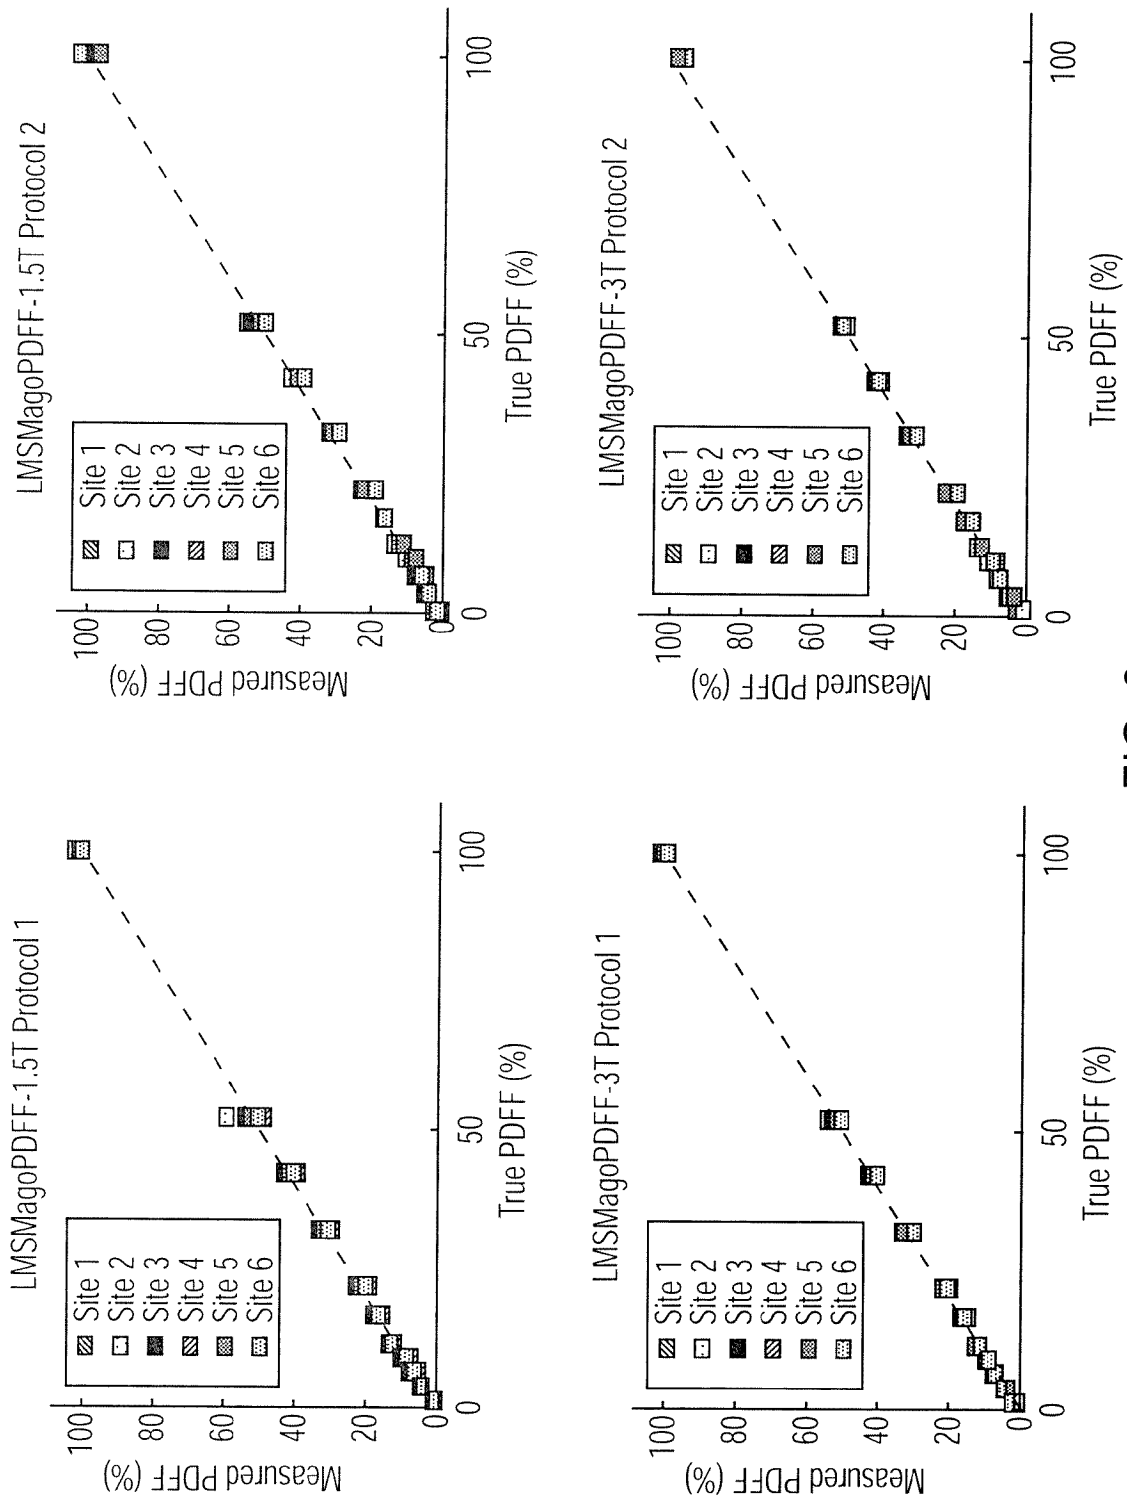 LMSMagoPDFF-1.5T Protocol 1
Measured PDFF (%)
100
80
60
40
20
0
Site 1
Site 2
Site 3
Site 4
Site 5
Site 6
0
50
100
True PDFF (%)
LMSMagoPDFF-1.5T Protocol 2
Measured PDFF (%)
100
80
60
40
20
0
Site 1
Site 2
Site 3
Site 4
Site 5
Site 6
0
50
100
True PDFF (%)
LMSMagoPDFF-3T Protocol 1
Measured PDFF (%)
100
80
60
40
20
0
Site 1
Site 2
Site 3
Site 4
Site 5
Site 6
0
50
100
True PDFF (%)
LMSMagoPDFF-3T Protocol 2
Measured PDFF (%)
100
80
60
40
20
0
Site 1
Site 2
Site 3
Site 4
Site 5
Site 6
0
50
100
True PDFF (%)